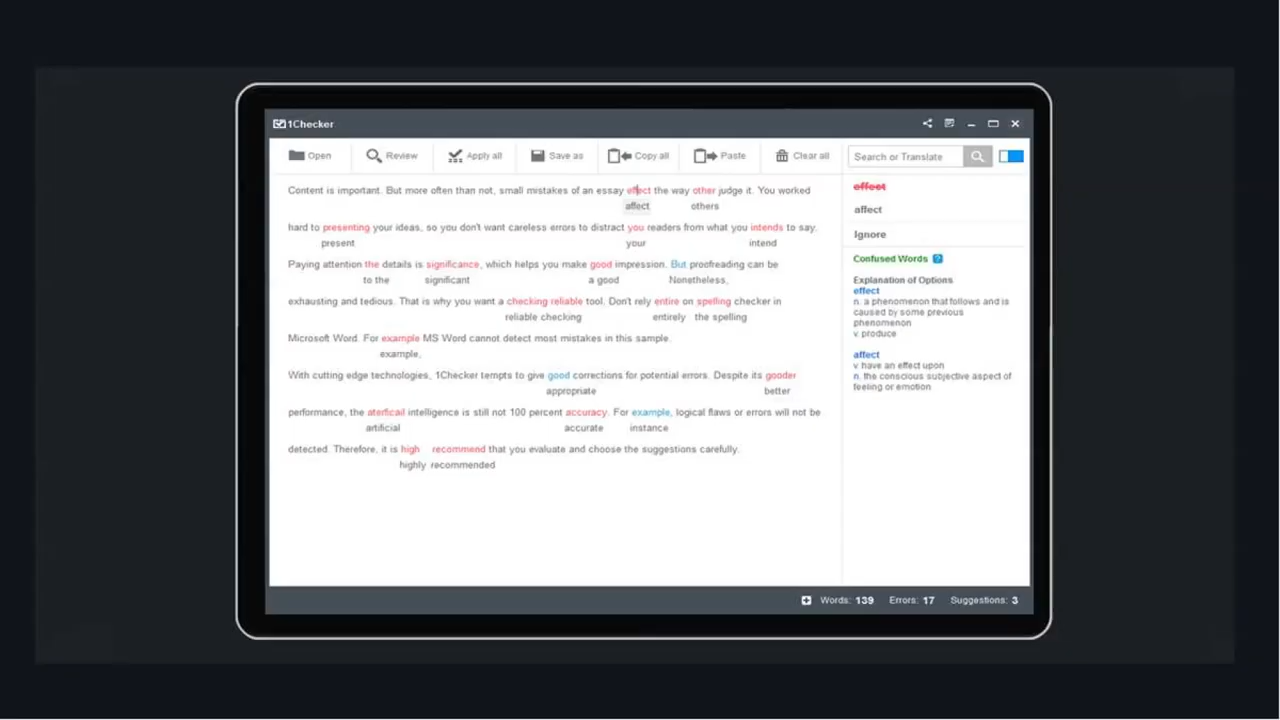 1Checker
Open Review Apply all Save as Copy all Paste Clear all Search or Translate
Content is important. But more often than not, small mistakes of an essay effect the way other judge it. You worked
affect others
hard to presenting your ideas, so you don't want careless errors to distract you readers from what you intends to say.
present your intend
Paying attention the details is significance, which helps you make good impression. But proofreading can be
to the significant a good Nonetheless,
exhausting and tedious. That is why you want a checking reliable tool. Don't rely entire on spelling checker in
reliable checking entirely the spelling
Microsoft Word. For example MS Word cannot detect most mistakes in this sample.
example,
With cutting edge technologies, 1Checker tempts to give good corrections for potential errors. Despite its gooder
appropriate better
performance, the aterficail intelligence is still not 100 percent accuracy. For example, logical flaws or errors will not be
artificial accurate instance
detected. Therefore, it is high recommend that you evaluate and choose the suggestions carefully.
highly recommended
effect
affect
Ignore
Confused Words ?
Explanation of Options
effect
n. a phenomenon that follows and is
caused by some previous
phenomenon
v. produce
affect
v. have an effect upon
n. the conscious subjective aspect of
feeling or emotion
Words: 139 Errors: 17 Suggestions: 3